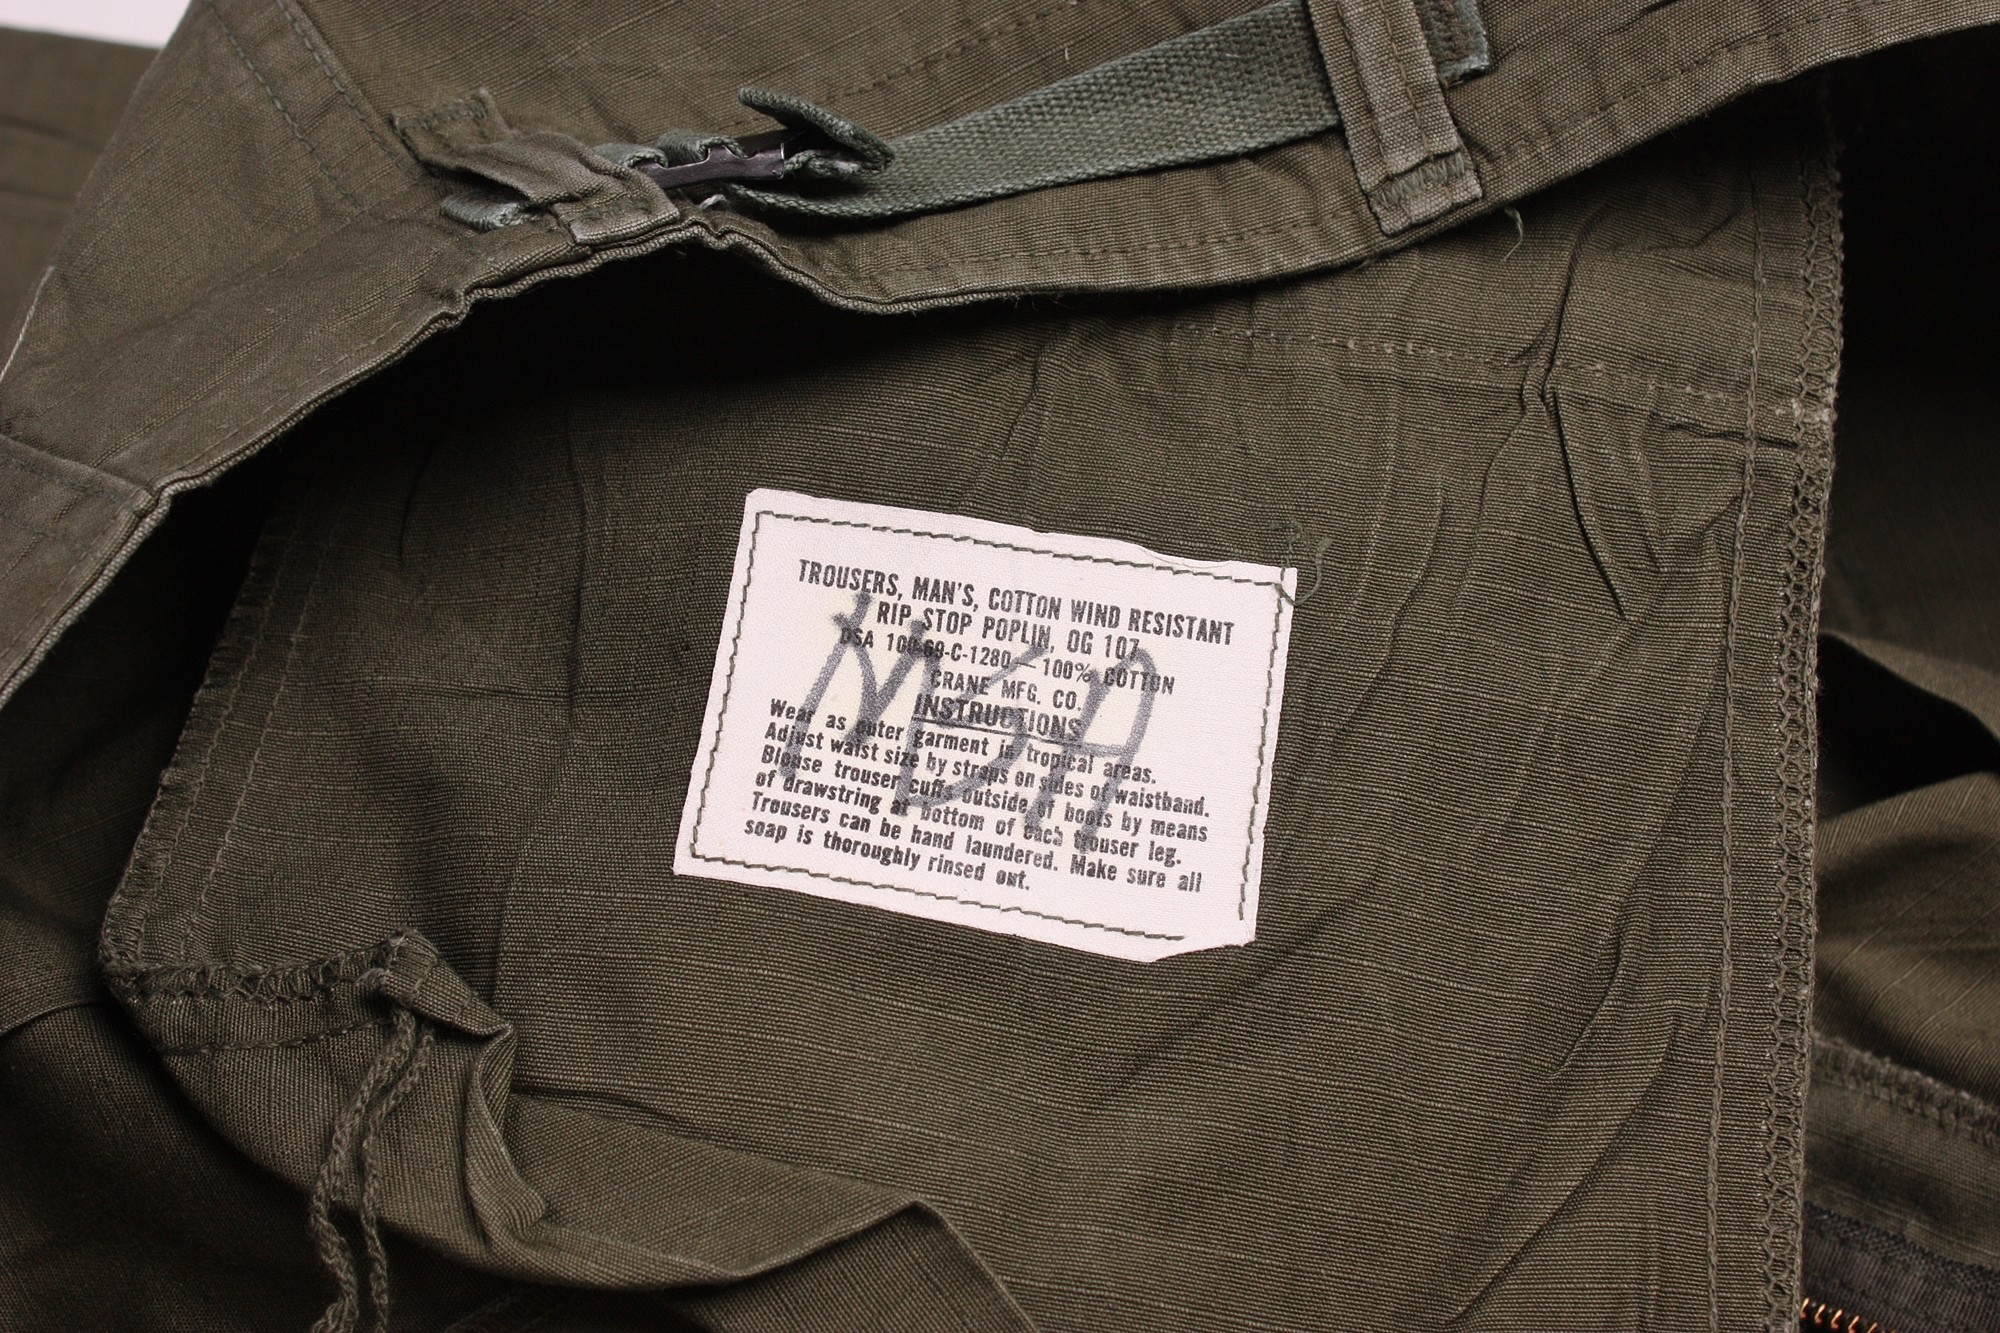 TROUSERS, MAN'S, COTTON WIND RESISTANT
RIP STOP POPLIN, OG 107
DSA 100-69-C-1280 — 100% COTTON
CRANE MFG. CO.
INSTRUCTIONS
Wear as outer garment in tropical areas.
Adjust waist size by straps on sides of waistband.
Blouse trouser cuffs outside of boots by means
of drawstring at bottom of each trouser leg.
Trousers can be hand laundered. Make sure all
soap is thoroughly rinsed out.